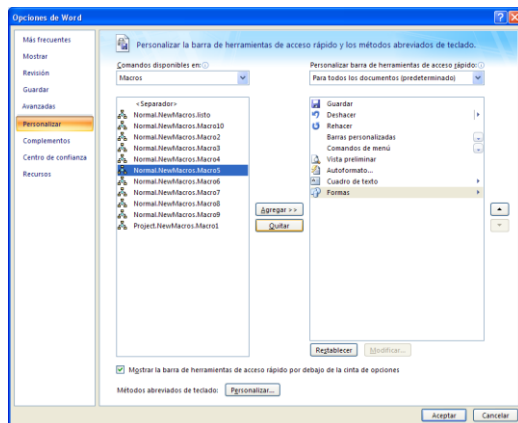 Opciones de Word
Más frecuentes
Mostrar
Revisión
Guardar
Avanzadas
Personalizar
Complementos
Centro de confianza
Recursos
Personalizar la barra de herramientas de acceso rápido y los métodos abreviados de teclado.
Comandos disponibles en:
Macros
<Separador>
Normal.NewMacros.listo
Normal.NewMacros.Macro10
Normal.NewMacros.Macro2
Normal.NewMacros.Macro3
Normal.NewMacros.Macro4
Normal.NewMacros.Macro5
Normal.NewMacros.Macro6
Normal.NewMacros.Macro7
Normal.NewMacros.Macro8
Normal.NewMacros.Macro9
Project.NewMacros.Macro1
Agregar >>
Quitar
Personalizar barra de herramientas de acceso rápido:
Para todos los documentos (predeterminado)
Guardar
Deshacer
Rehacer
Barras personalizadas
Comandos de menú
Vista preliminar
Autoformato...
Cuadro de texto
Formas
Restablecer
Modificar...
Mostrar la barra de herramientas de acceso rápido por debajo de la cinta de opciones
Métodos abreviados de teclado:
Personalizar...
Aceptar
Cancelar